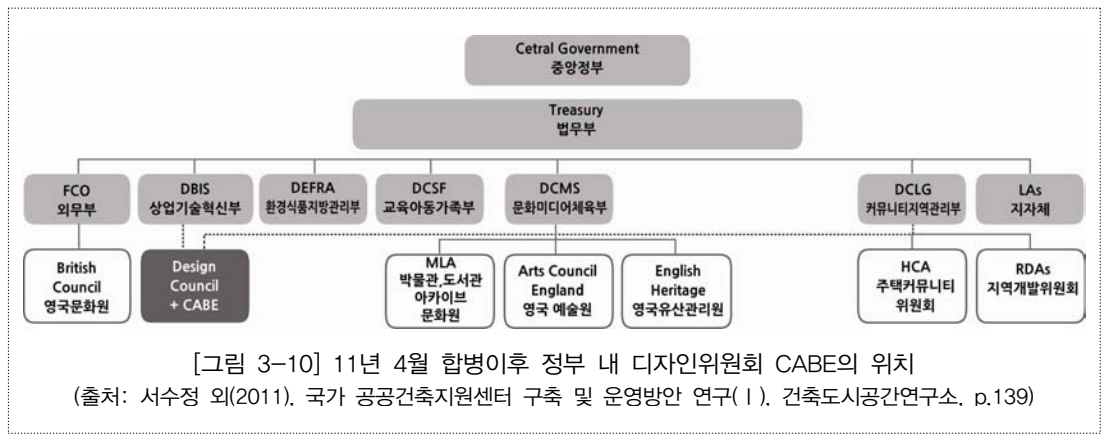 Cetral Government
중앙정부
Treasury
법무부
FCO
외무부
DBIS
상업기술혁신부
DEFRA
환경식품지방관리부
DCSF
교육아동가족부
DCMS
문화미디어체육부
DCLG
커뮤니티지역관리부
LAs
지자체
British
Council
영국문화원
Design
Council
+ CABE
MLA
박물관,도서관
아카이브
문화원
Arts Council
England
영국 예술원
English
Heritage
영국유산관리원
HCA
주택커뮤니티
위원회
RDAs
지역개발위원회
[그림 3-10] 11년 4월 합병이후 정부 내 디자인위원회 CABE의 위치
(출처: 서수정 외(2011), 국가 공공건축지원센터 구축 및 운영방안 연구(Ⅰ), 건축도시공간연구소, p.139)